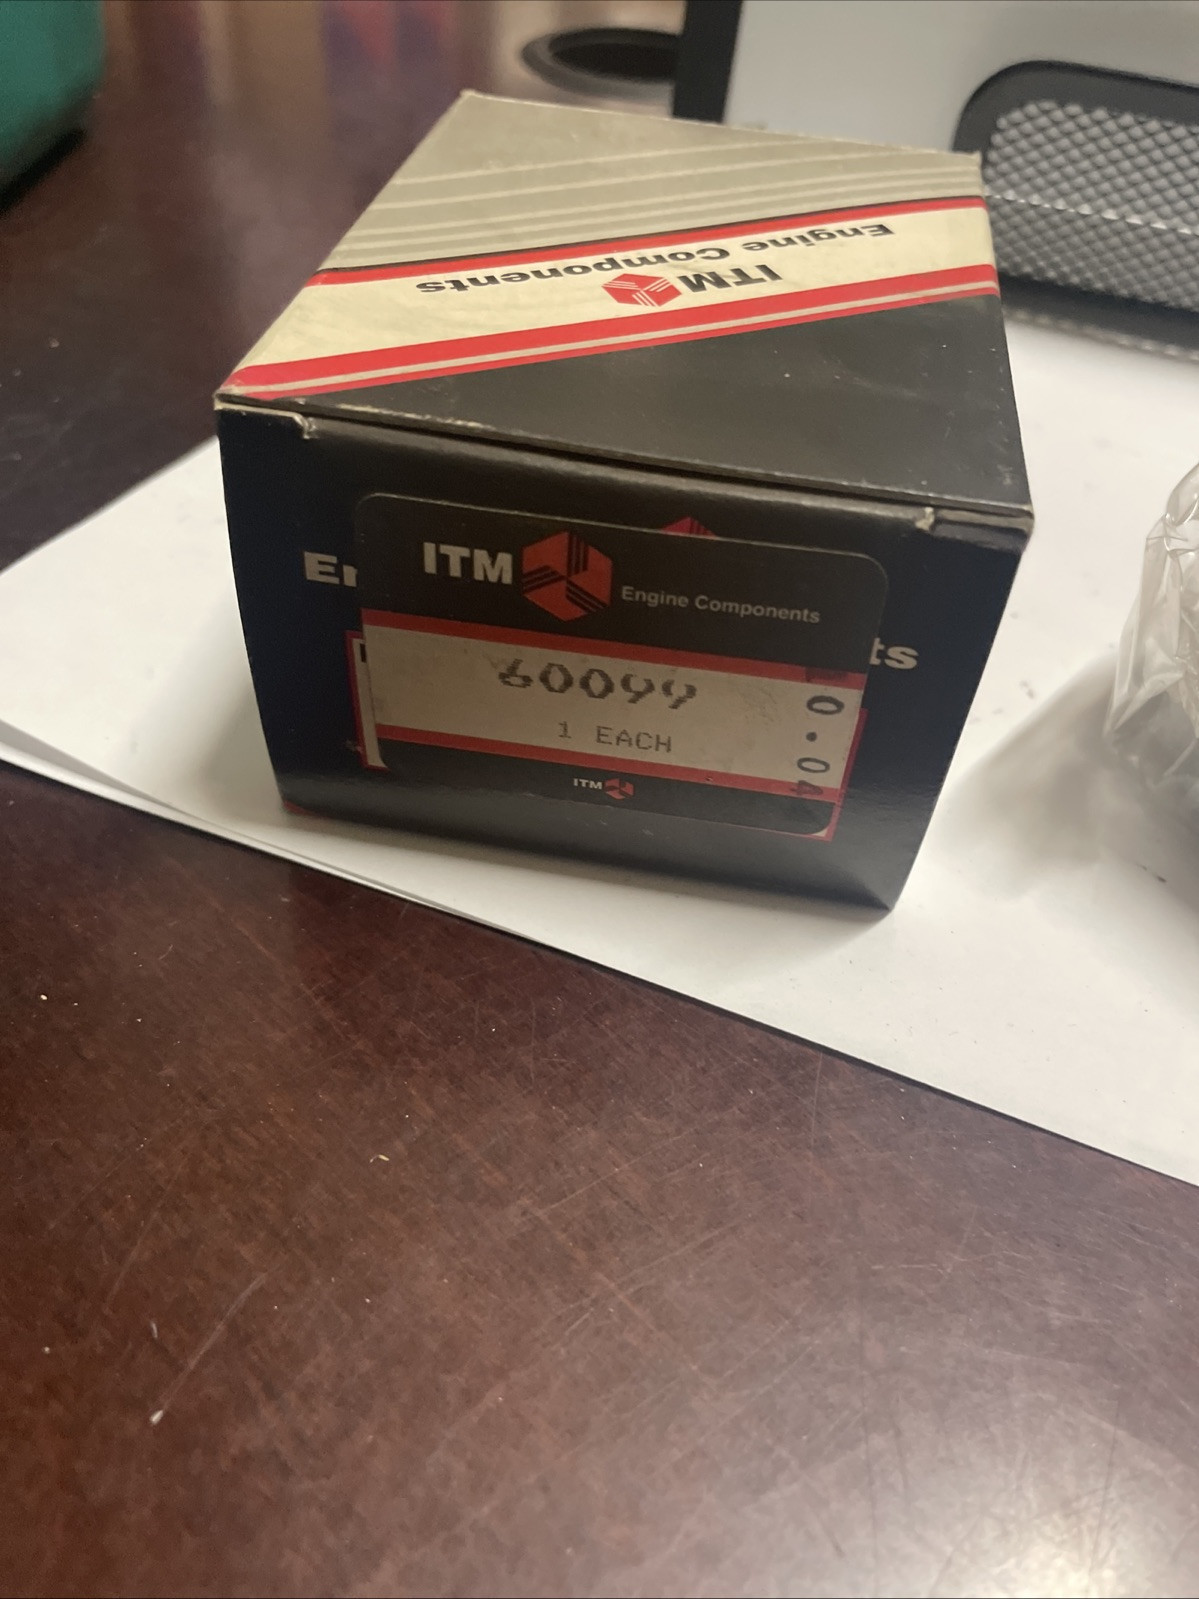 Engine Components
ITM
ITM
Engine Components
60099
1 EACH
0.04
ITM